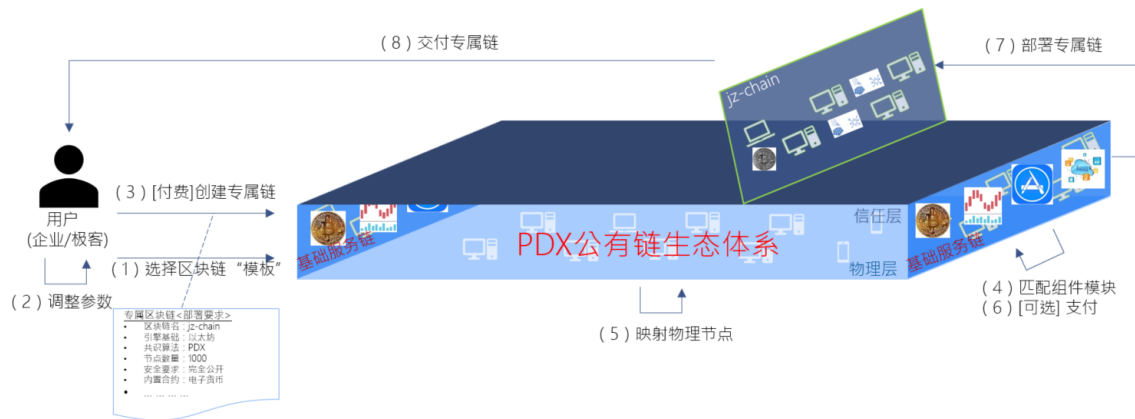 (8) 交付专属链
(7) 部署专属链
jz-chain
(3) [付费]创建专属链
用户
(企业/极客)
(1) 选择区块链“模板”
(2) 调整参数
信任层
PDX公有链生态体系
物理层
基础服务链
基础服务链
(4) 匹配组件模块
(6) [可选] 支付
(5) 映射物理节点
专属区块链<部署要求>
• 区块链名：jz-chain
• 引擎基础：以太坊
• 共识算法：PDX
• 节点数量：1000
• 安全要求：完全公开
• 内置合约：电子货币
• … … … …